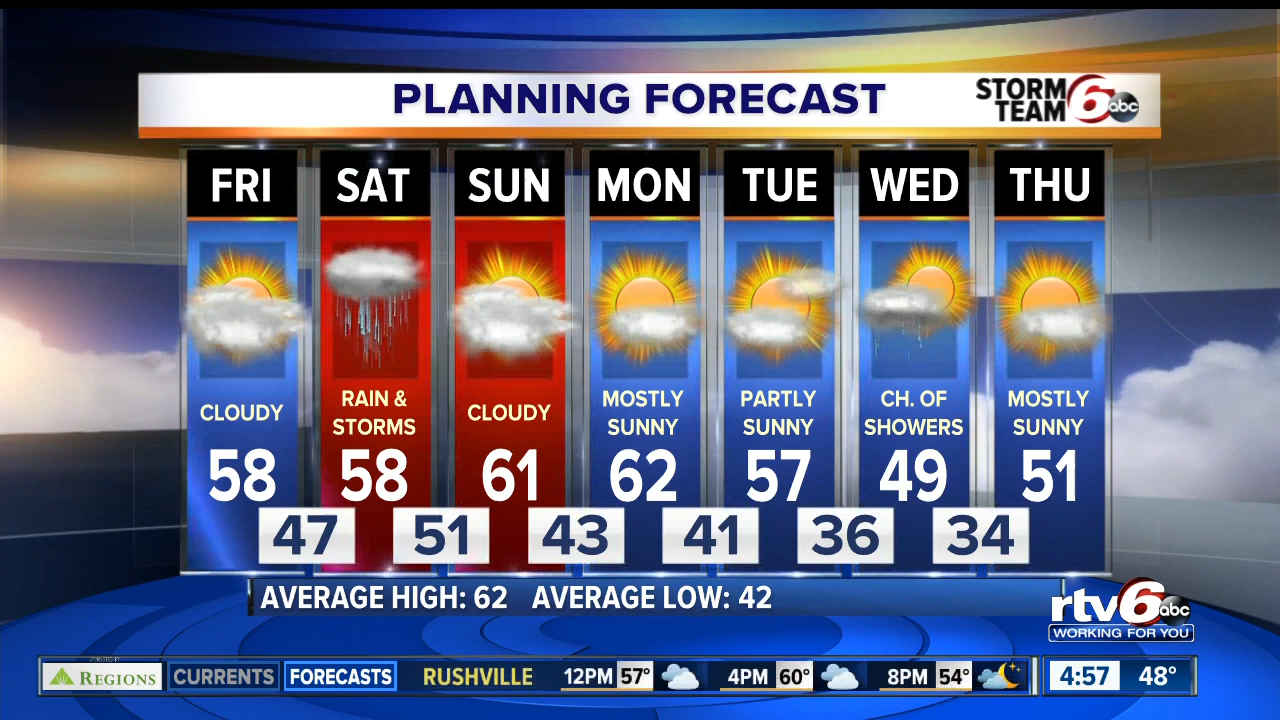 PLANNING FORECAST
STORM
TEAM 6 abc
FRI SAT SUN MON TUE WED THU
CLOUDY
RAIN &
STORMS
CLOUDY
MOSTLY
SUNNY
PARTLY
SUNNY
CH. OF
SHOWERS
MOSTLY
SUNNY
58 58 61 62 57 49 51
47 51 43 41 36 34
AVERAGE HIGH: 62 AVERAGE LOW: 42
rtv6 abc
WORKING FOR YOU
SPONSORED BY
REGIONS CURRENTS FORECASTS RUSHVILLE 12PM 57° 4PM 60° 8PM 54° 4:57 48°